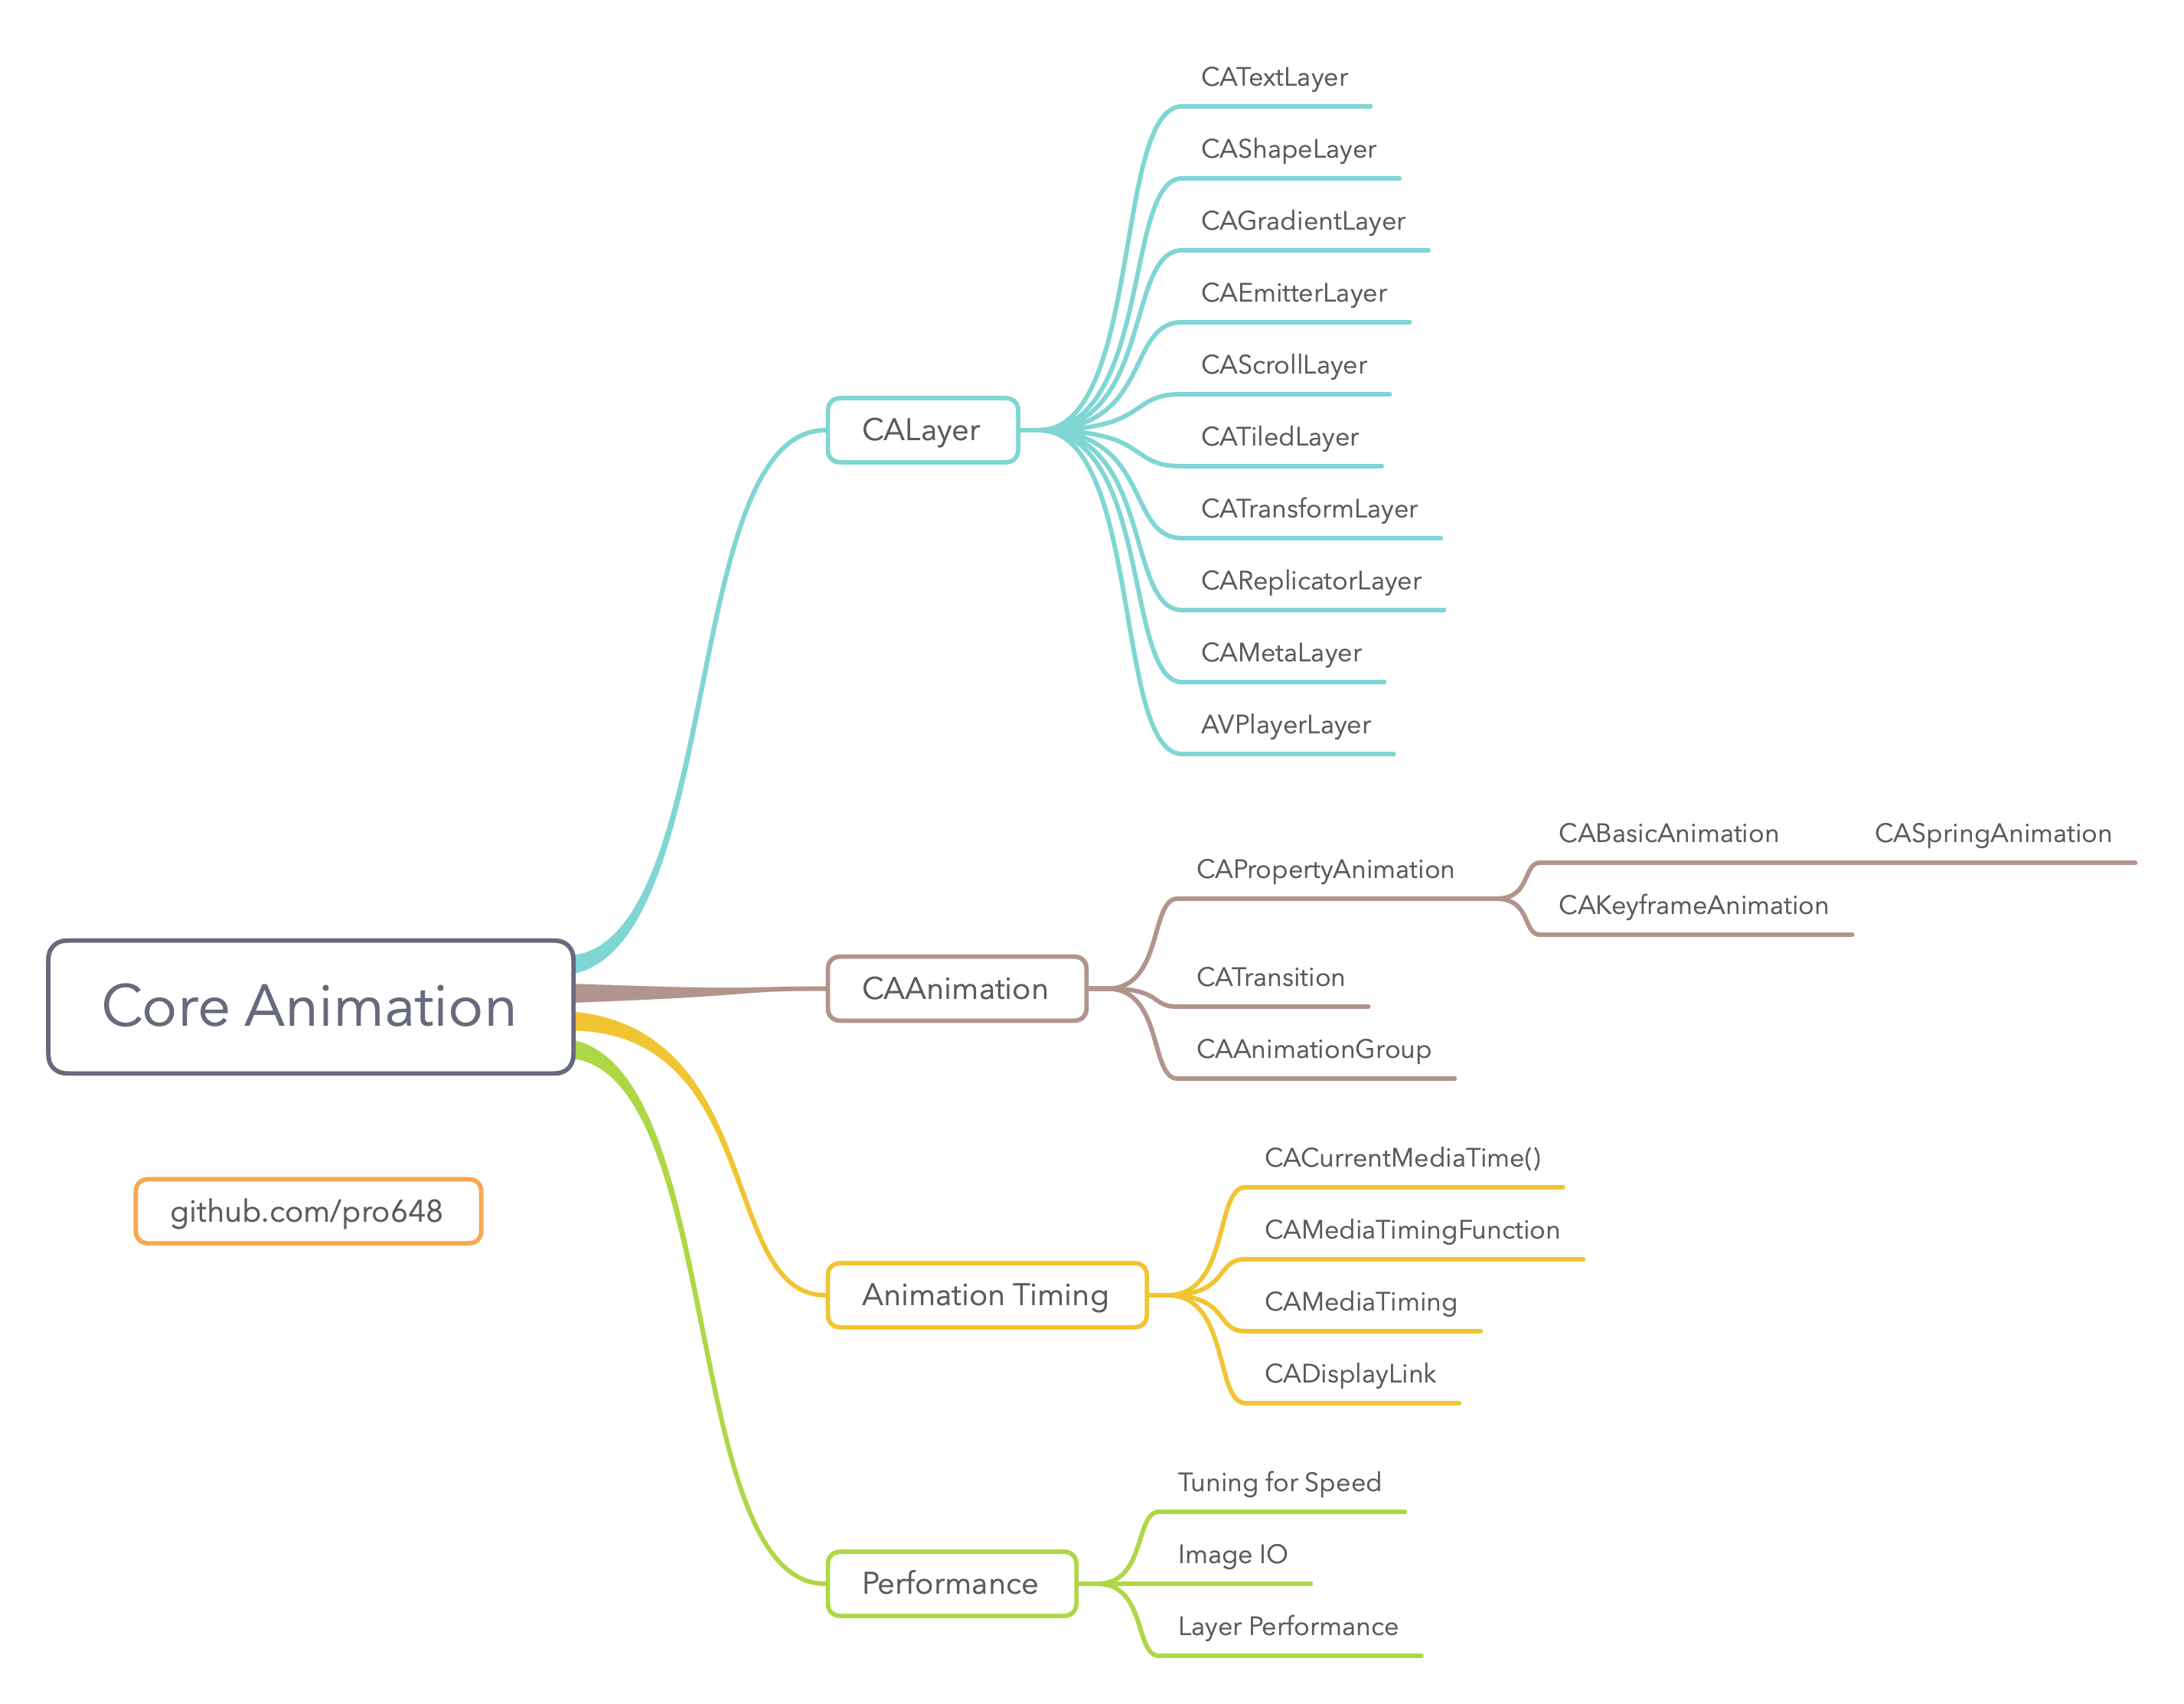 Core Animation
github.com/pro648
CALayer
CATextLayer
CAShapeLayer
CAGradientLayer
CAEmitterLayer
CAScrollLayer
CATiledLayer
CATransformLayer
CAReplicatorLayer
CAMetaLayer
AVPlayerLayer
CAAnimation
CAPropertyAnimation
CABasicAnimation
CASpringAnimation
CAKeyframeAnimation
CATransition
CAAnimationGroup
Animation Timing
CACurrentMediaTime()
CAMediaTimingFunction
CAMediaTiming
CADisplayLink
Performance
Tuning for Speed
Image IO
Layer Performance